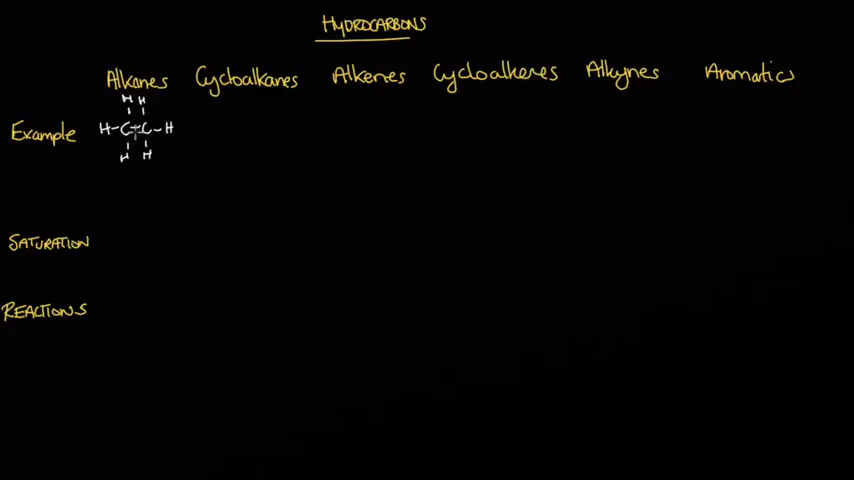 HYDROCARBONS
Alkanes Cycloalkanes Alkenes Cycloalkenes Alkynes Aromatics
H H
Example H-C-C-H
H H
SATURATION
REACTIONS